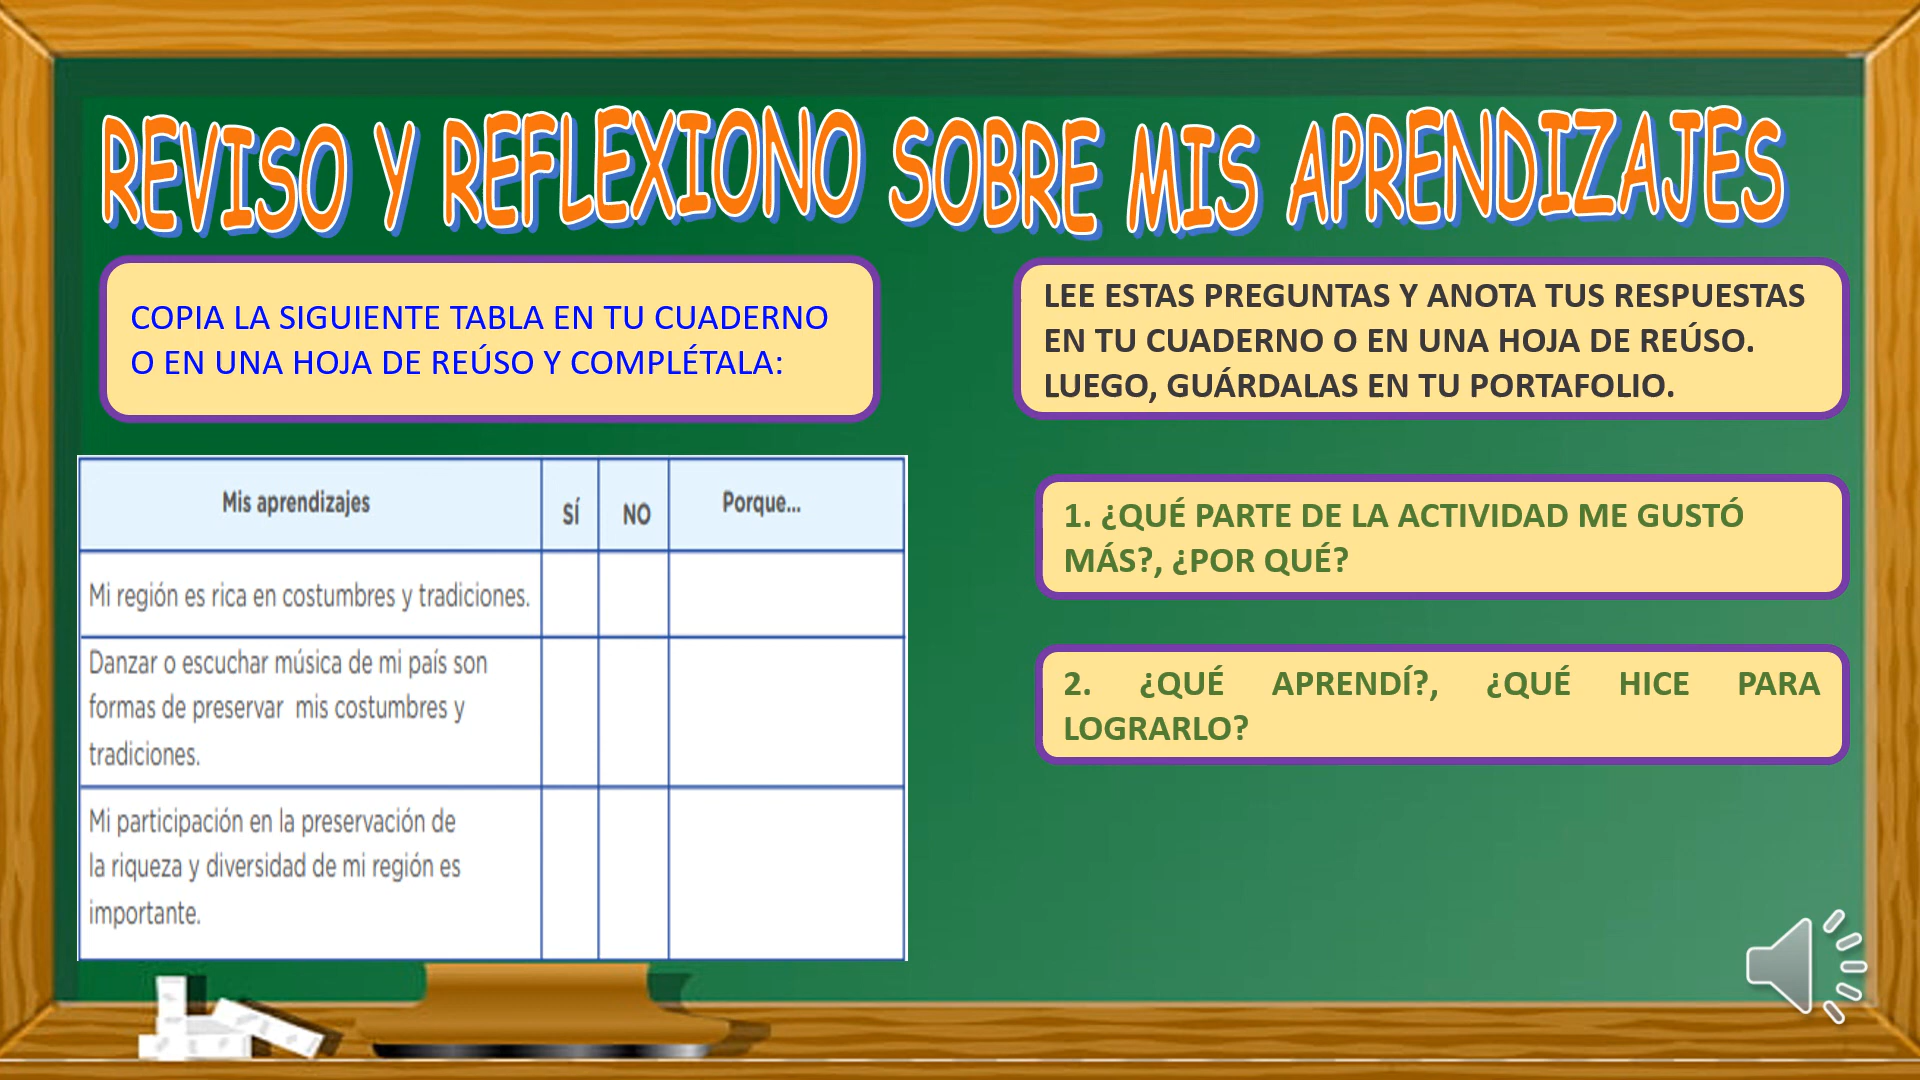 REVISO Y REFLEXIONO SOBRE MIS APRENDIZAJES
COPIA LA SIGUIENTE TABLA EN TU CUADERNO
O EN UNA HOJA DE REÚSO Y COMPLÉTALA:
Mis aprendizajes SÍ NO Porque...
Mi región es rica en costumbres y tradiciones.
Danzar o escuchar música de mi país son
formas de preservar mis costumbres y
tradiciones.
Mi participación en la preservación de
la riqueza y diversidad de mi región es
importante.
LEE ESTAS PREGUNTAS Y ANOTA TUS RESPUESTAS
EN TU CUADERNO O EN UNA HOJA DE REÚSO.
LUEGO, GUÁRDALAS EN TU PORTAFOLIO.
1. ¿QUÉ PARTE DE LA ACTIVIDAD ME GUSTÓ
MÁS?, ¿POR QUÉ?
2. ¿QUÉ APRENDÍ?, ¿QUÉ HICE PARA
LOGRARLO?